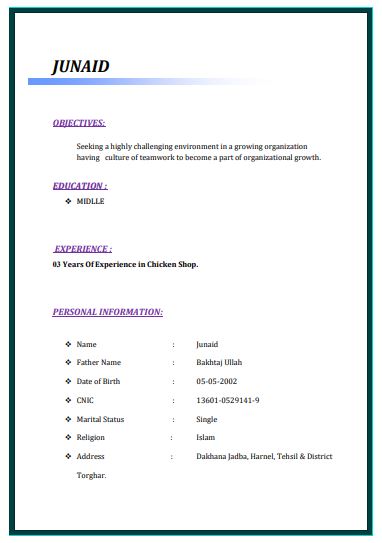 JUNAID
OBJECTIVES:
Seeking a highly challenging environment in a growing organization
having culture of teamwork to become a part of organizational growth.
EDUCATION :
❖ MIDLLE
EXPERIENCE :
03 Years Of Experience in Chicken Shop.
PERSONAL INFORMATION:
❖ Name : Junaid
❖ Father Name : Bakhtaj Ullah
❖ Date of Birth : 05-05-2002
❖ CNIC : 13601-0529141-9
❖ Marital Status : Single
❖ Religion : Islam
❖ Address : Dakhana Jadba, Harnel, Tehsil & District
Torghar.